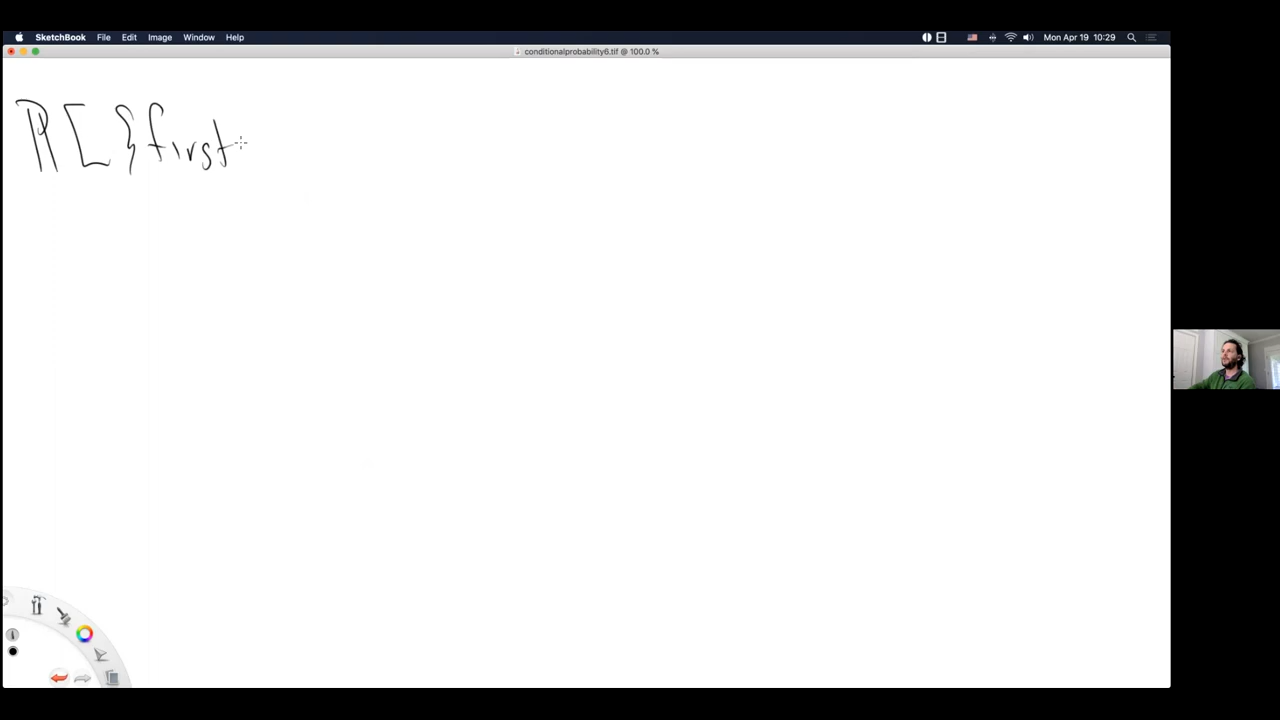 SketchBook File Edit Image Window Help Mon Apr 19 10:29
conditionalprobability6.tif @ 100.0 %
ℙ[{first